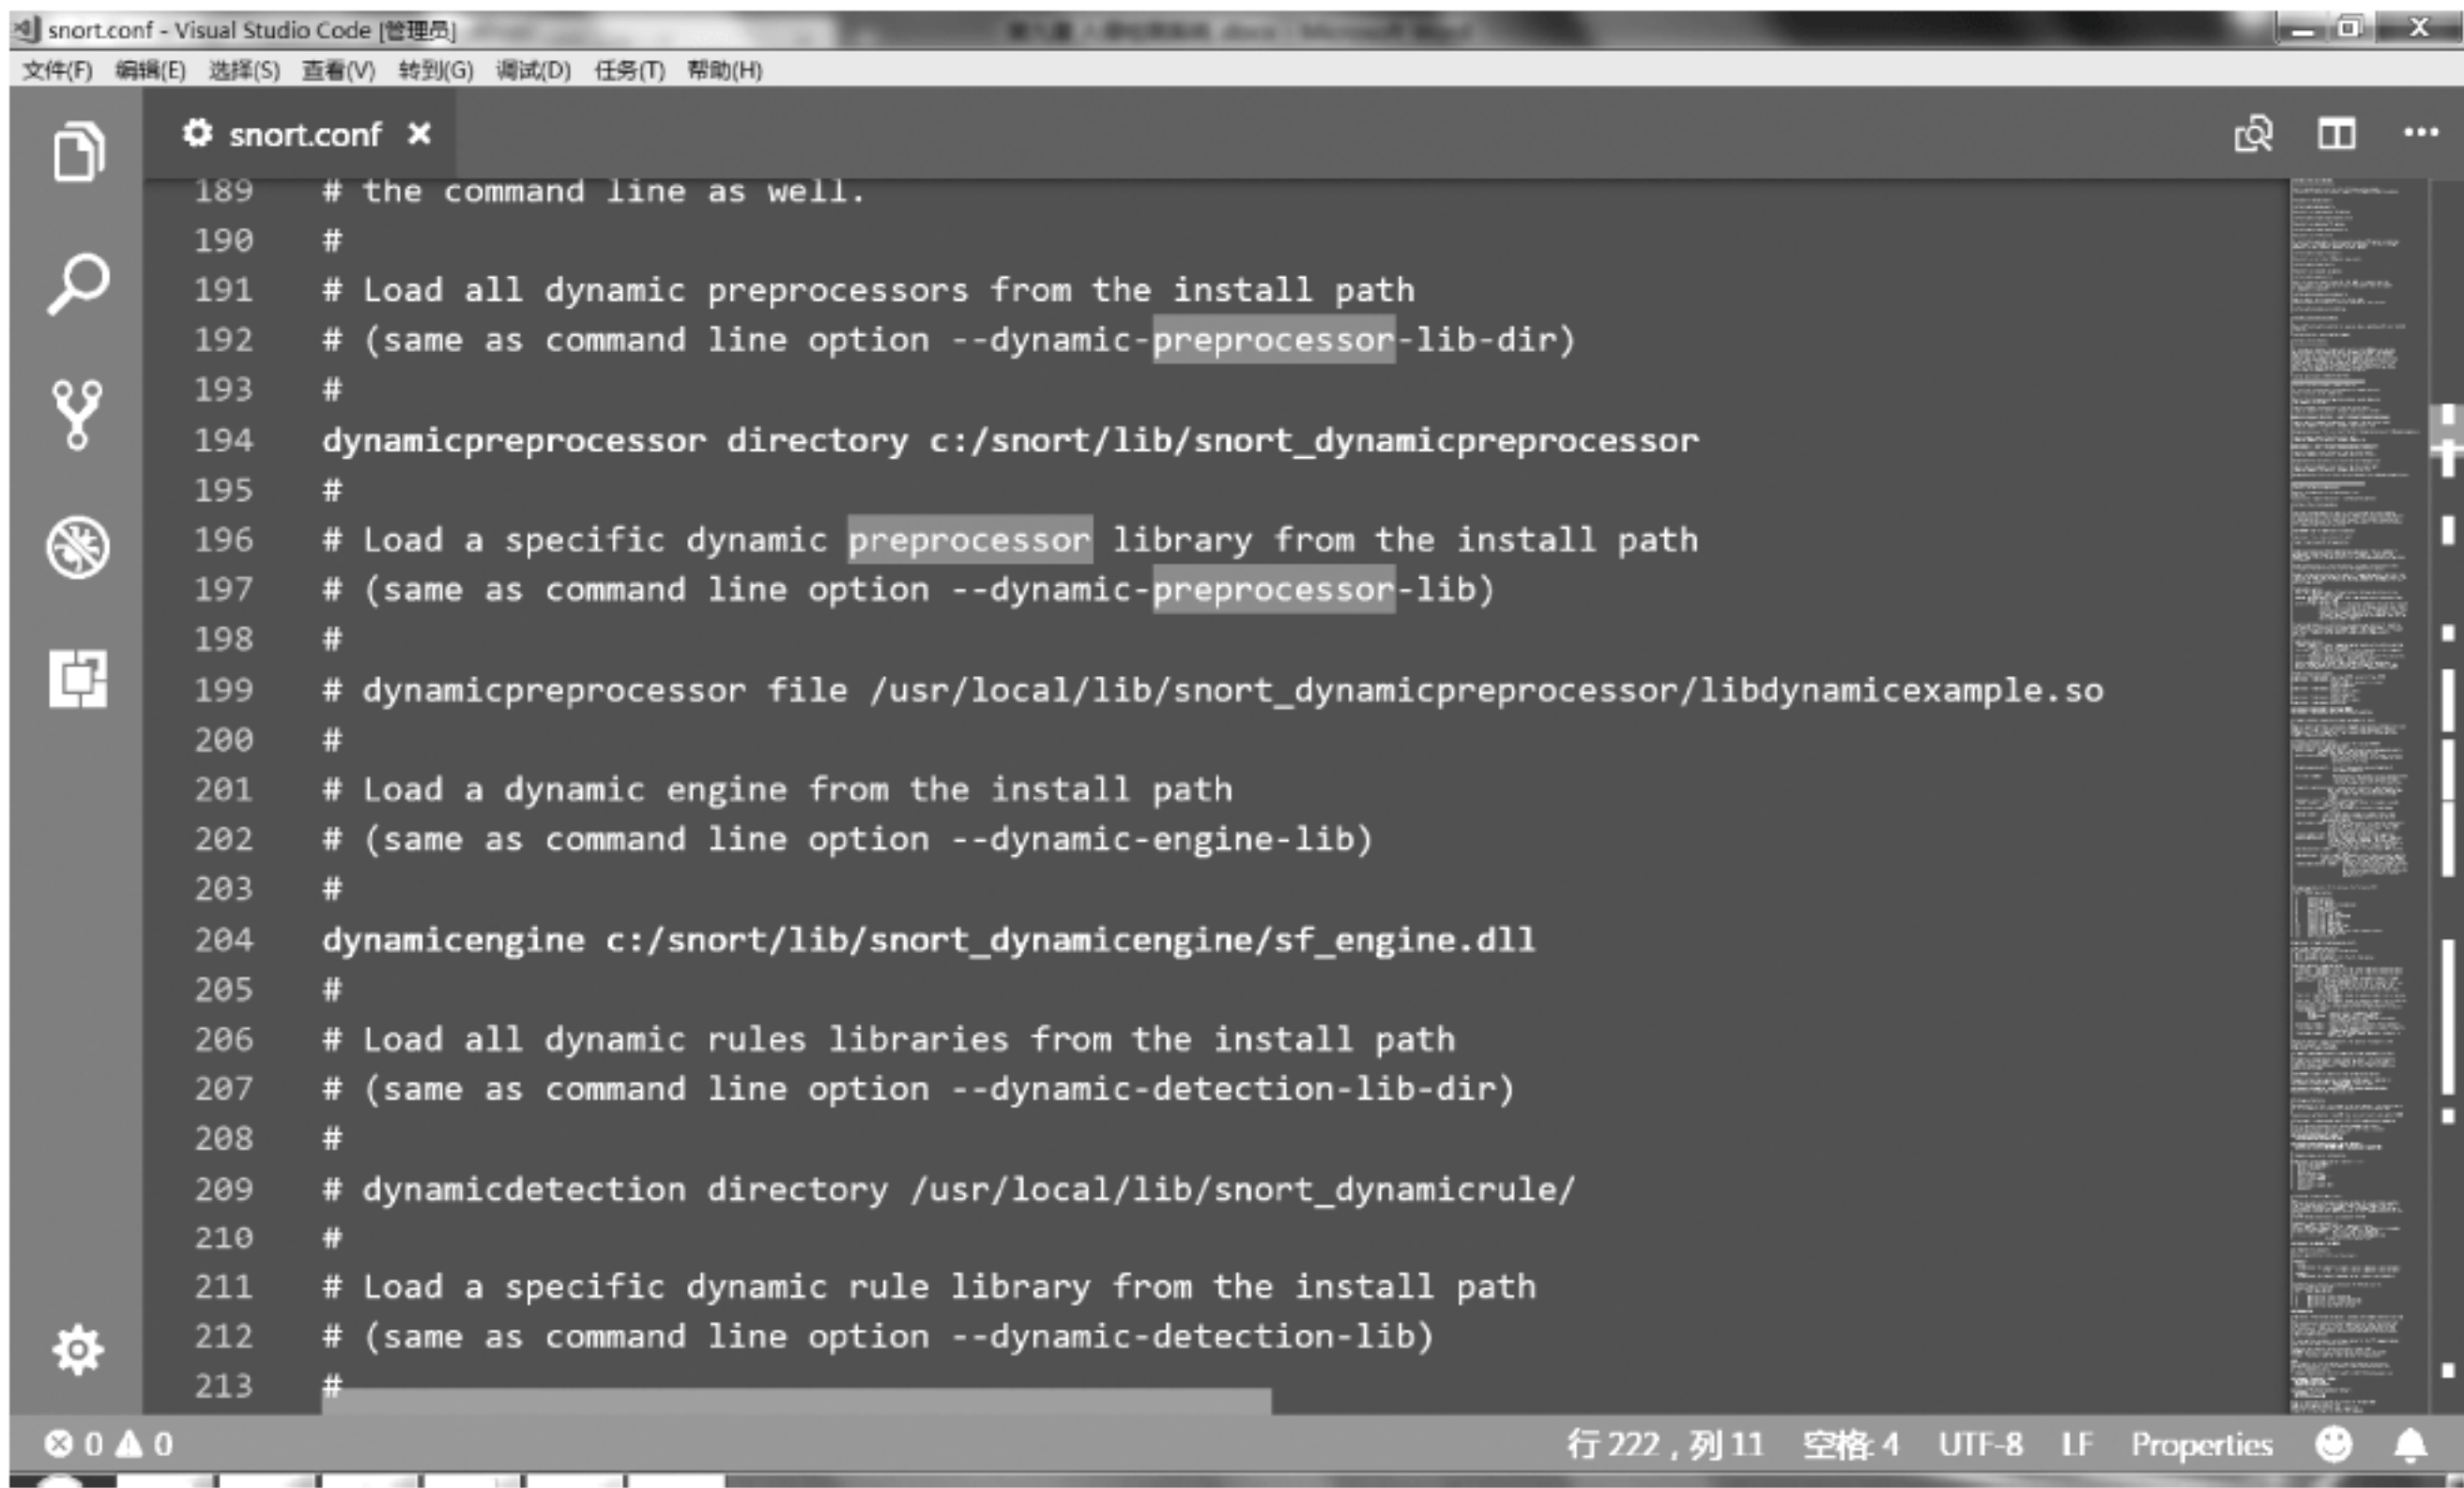 snort.conf - Visual Studio Code [管理员]
文件(F) 编辑(E) 选择(S) 查看(V) 转到(G) 调试(D) 任务(T) 帮助(H)
snort.conf
189 # the command line as well.
190 #
191 # Load all dynamic preprocessors from the install path
192 # (same as command line option --dynamic-preprocessor-lib-dir)
193 #
194 dynamicpreprocessor directory c:/snort/lib/snort_dynamicpreprocessor
195 #
196 # Load a specific dynamic preprocessor library from the install path
197 # (same as command line option --dynamic-preprocessor-lib)
198 #
199 # dynamicpreprocessor file /usr/local/lib/snort_dynamicpreprocessor/libdynamicexample.so
200 #
201 # Load a dynamic engine from the install path
202 # (same as command line option --dynamic-engine-lib)
203 #
204 dynamicengine c:/snort/lib/snort_dynamicengine/sf_engine.dll
205 #
206 # Load all dynamic rules libraries from the install path
207 # (same as command line option --dynamic-detection-lib-dir)
208 #
209 # dynamicdetection directory /usr/local/lib/snort_dynamicrule/
210 #
211 # Load a specific dynamic rule library from the install path
212 # (same as command line option --dynamic-detection-lib)
213 #
0 0 行 222，列 11 空格: 4 UTF-8 LF Properties